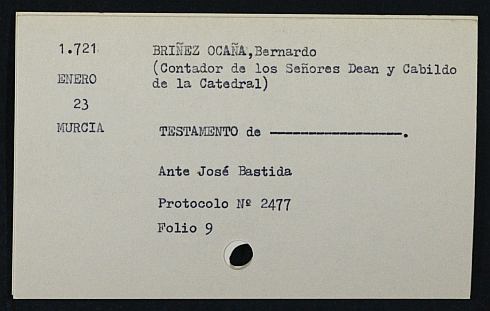 1.721 BRIÑEZ OCAÑA,Bernardo
(Contador de los Señores Dean y Cabildo
ENERO de la Catedral)
23
MURCIA TESTAMENTO de ———————————.
Ante José Bastida
Protocolo Nº 2477
Folio 9